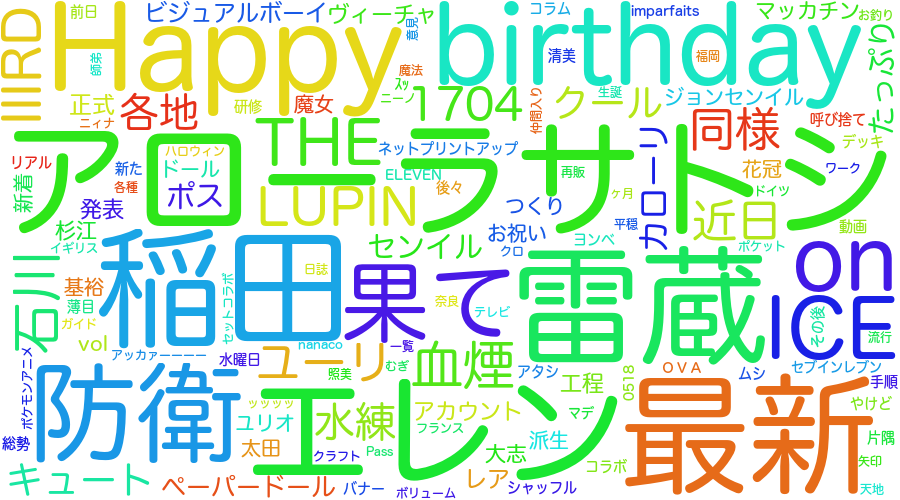 前日
ビジュアルボーイ
ヴィーチャ
コラム
imparfaits
マッカチン
お釣り
IIIRD
Happy
birthday
意見
清美
福岡
師弟
魔法
たっぷり
正式
各地
研修
魔女
ｽｯ
ニーノ
1704
クール
生誕
ジョンセンイル
ニィナ
仲間入り
呼び捨て
アロ
ハロウィン
THE
ーラサトシ
同様
デッキ
リアル
新た
ドール
ネットプリントアップ
カローリ
花冠
ワーク
各種
ELEVEN
再販
新着
ポス
後々
ヶ月
ドイツ
発表
LUPIN
つくり
近日
杉江
お祝い
平穏
動画
イギリス
センイル
クロ
ヨンベ
ポケット
石川
稲田
日誌
果て
雷蔵
on
ICE
基裕
セットコラボ
薄目
奈良
テレビ
その後
ガイド
vol
nanaco
流行
アッカァーーーー
水曜日
ユーリ
一覧
むぎ
血煙
アタシ
OVA
ムシ
セブインレブン
ポケモンアニメ
防衛
照美
エレン
工程
0518
最新
手順
ッッッッ
アカウント
マデ
やけど
ユリオ
水練
フランス
総勢
太田
クラフト
Pass
大志
派生
片隅
キュート
ペーパードール
バナー
ボリューム
レア
シャッフル
コラボ
矢印
天地